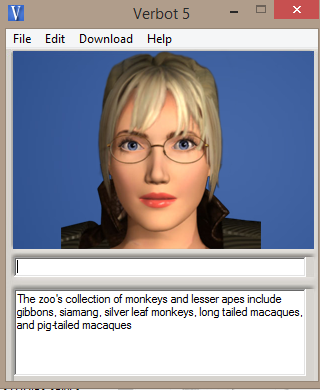 Verbot 5
File Edit Download Help
The zoo's collection of monkeys and lesser apes include
gibbons, siamang, silver leaf monkeys, long tailed macaques,
and pig-tailed macaques